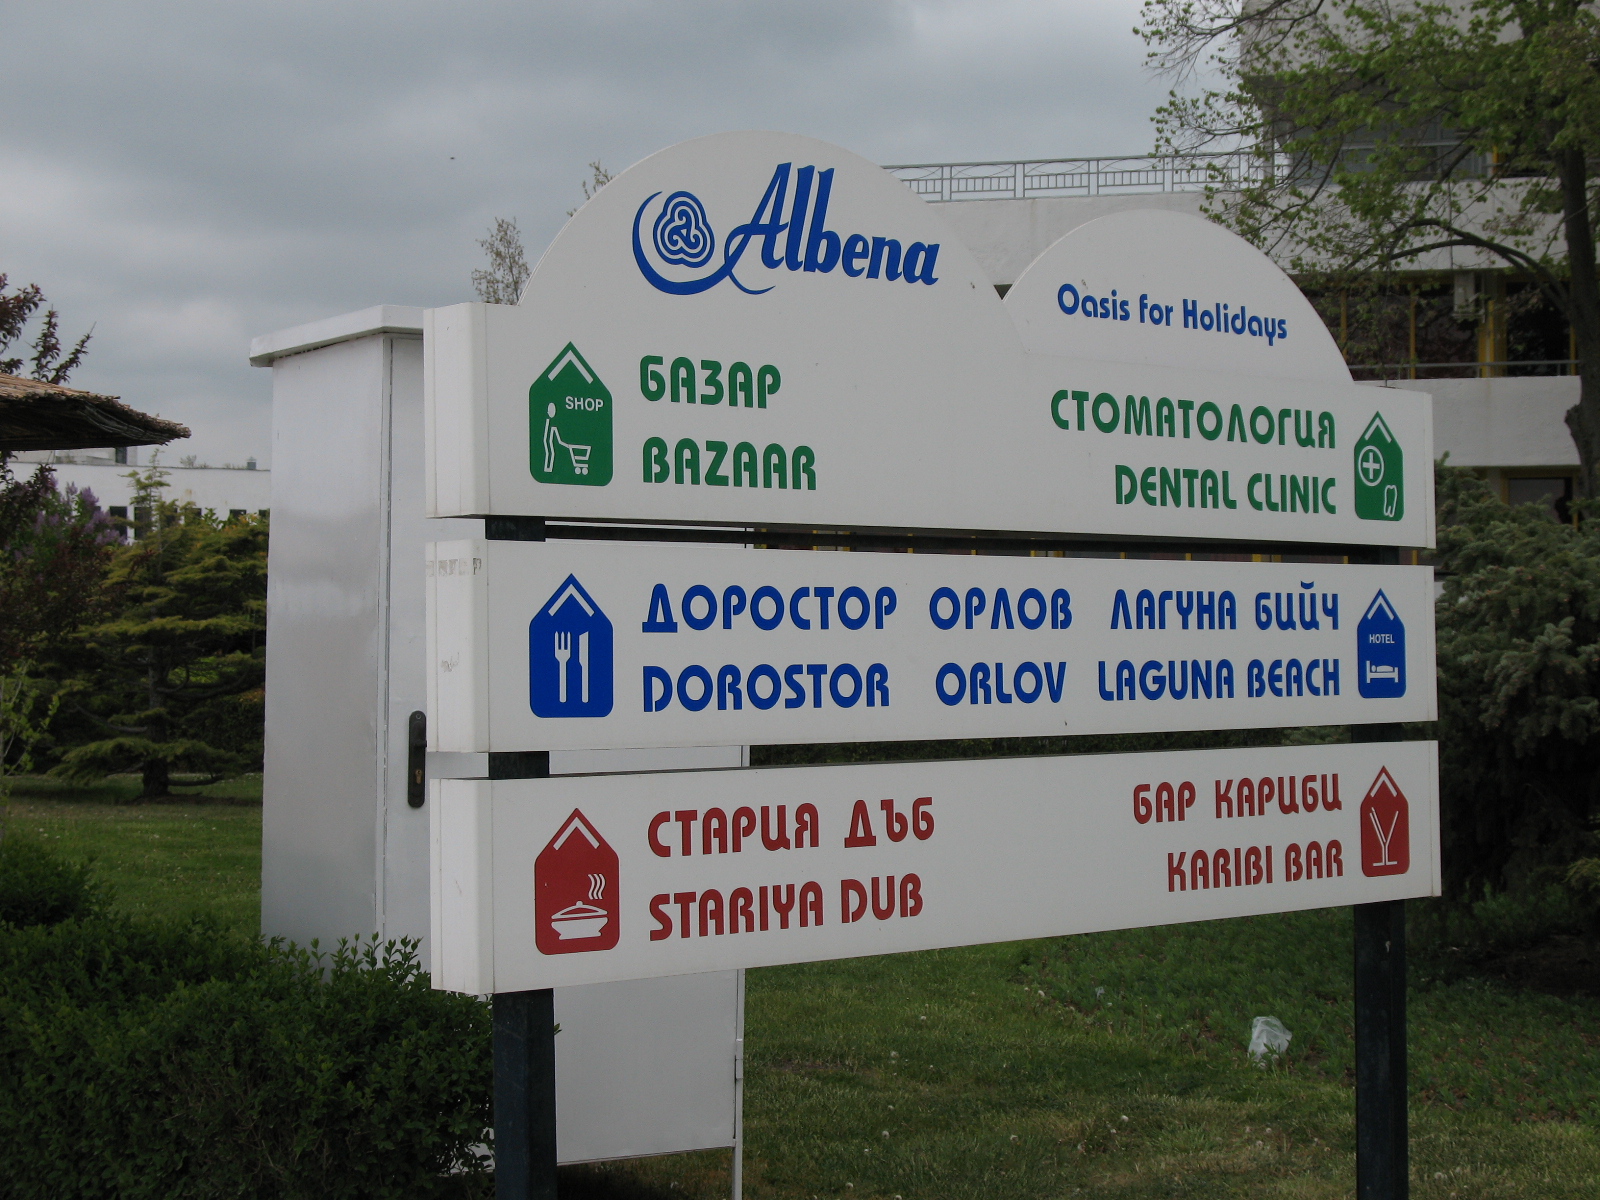 Albena
Oasis for Holidays
SHOP
БАЗАР
BAZAAR
СТОМАТОЛОГИЯ
DENTAL CLINIC
ДОРОСТОР ОРЛОВ ЛАГУНА БИЙЧ
DOROSTOR ORLOV LAGUNA BEACH
HOTEL
СТАРИЯ ДЪБ
STARIYA DUB
БАР КАРИБИ
KARIBI BAR